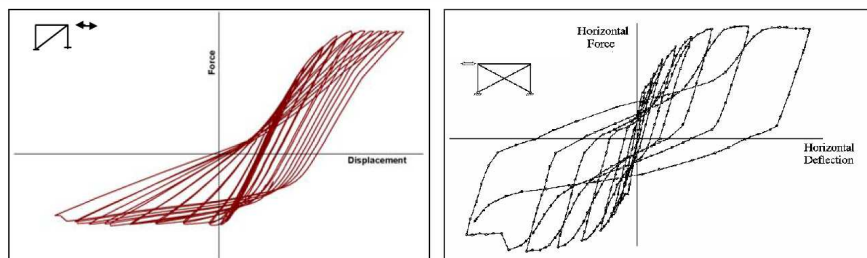 Force
Displacement
Horizontal
Force
Horizontal
Deflection